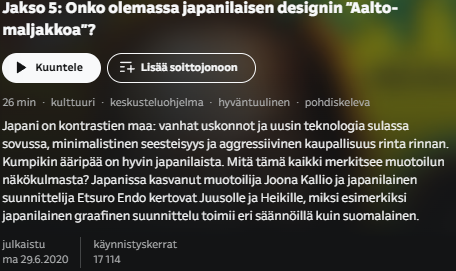 Jakso 5: Onko olemassa japanilaisen designin "Aalto-
maljakkoa"?
Kuuntele
Lisää soittojonoon
26 min · kulttuuri · keskusteluohjelma · hyväntuulinen · pohdiskeleva
Japani on kontrastien maa: vanhat uskonnot ja uusin teknologia sulassa
sovussa, minimalistinen seesteisyys ja aggressiivinen kaupallisuus rinta rinnan.
Kumpikin ääripää on hyvin japanilaista. Mitä tämä kaikki merkitsee muotoilun
näkökulmasta? Japanissa kasvanut muotoilija Joona Kallio ja japanilainen
suunnittelija Etsuro Endo kertovat Juusolle ja Heikille, miksi esimerkiksi
japanilainen graafinen suunnittelu toimii eri säännöillä kuin suomalainen.
julkaistu
ma 29.6.2020
käynnistyskerrat
17 114